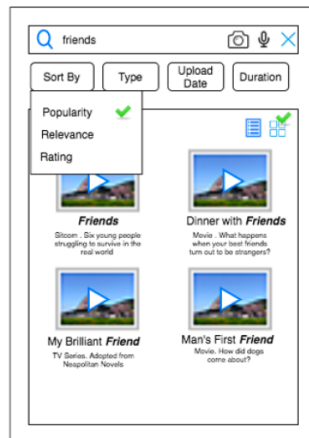 friends
Sort By
Type
Upload
Date
Duration
Popularity
Relevance
Rating
Friends
Sitcom . Six young people
struggling to survive in the
real world
Dinner with Friends
Movie . What happens
when your best friends
turn out to be strangers?
My Brilliant Friend
TV Series. Adopted from
Neapolitan Novels
Man's First Friend
Movie. How did dogs
come about?